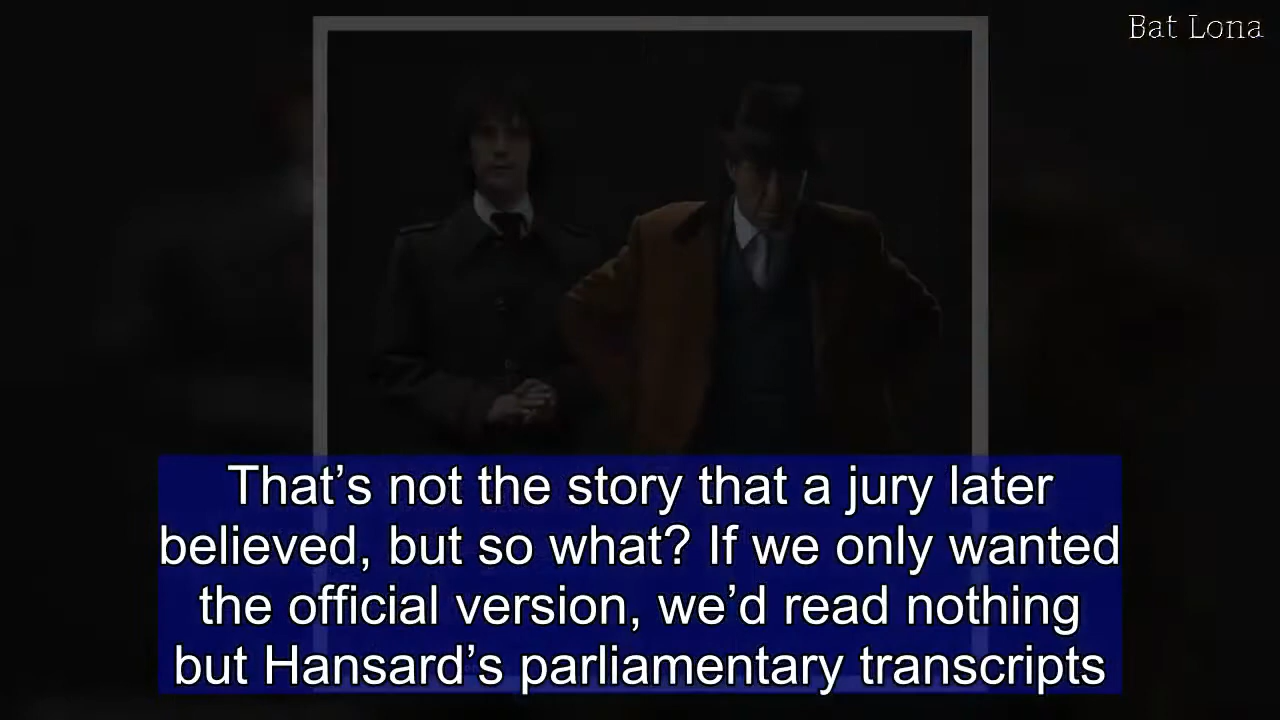 Bat Lona
That’s not the story that a jury later
believed, but so what? If we only wanted
the official version, we’d read nothing
but Hansard’s parliamentary transcripts